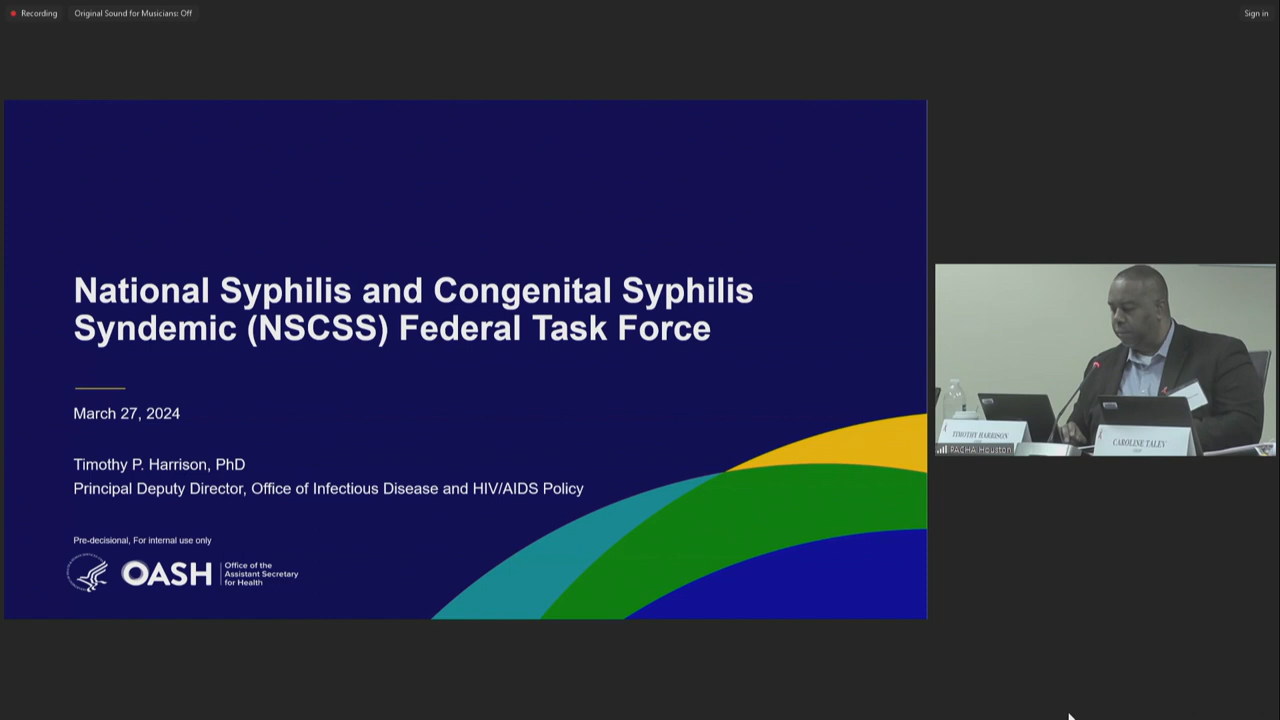 Recording
Original Sound for Musicians: Off
Sign in
National Syphilis and Congenital Syphilis
Syndemic (NSCSS) Federal Task Force
March 27, 2024
Timothy P. Harrison, PhD
Principal Deputy Director, Office of Infectious Disease and HIV/AIDS Policy
Pre-decisional, For internal use only
OASH
Office of the
Assistant Secretary
for Health
TIMOTHY HARRISON
CAROLINE TALEV
PACHA Houston